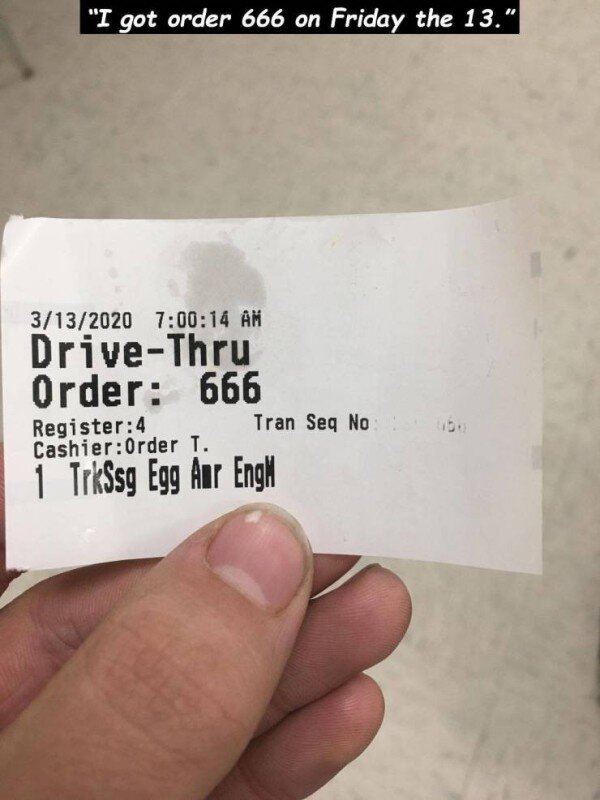 "I got order 666 on Friday the 13."
3/13/2020 7:00:14 AM
Drive-Thru
Order: 666
Register:4 Tran Seq No:
Cashier:Order T.
1 TrkSsg Egg Amr EngM